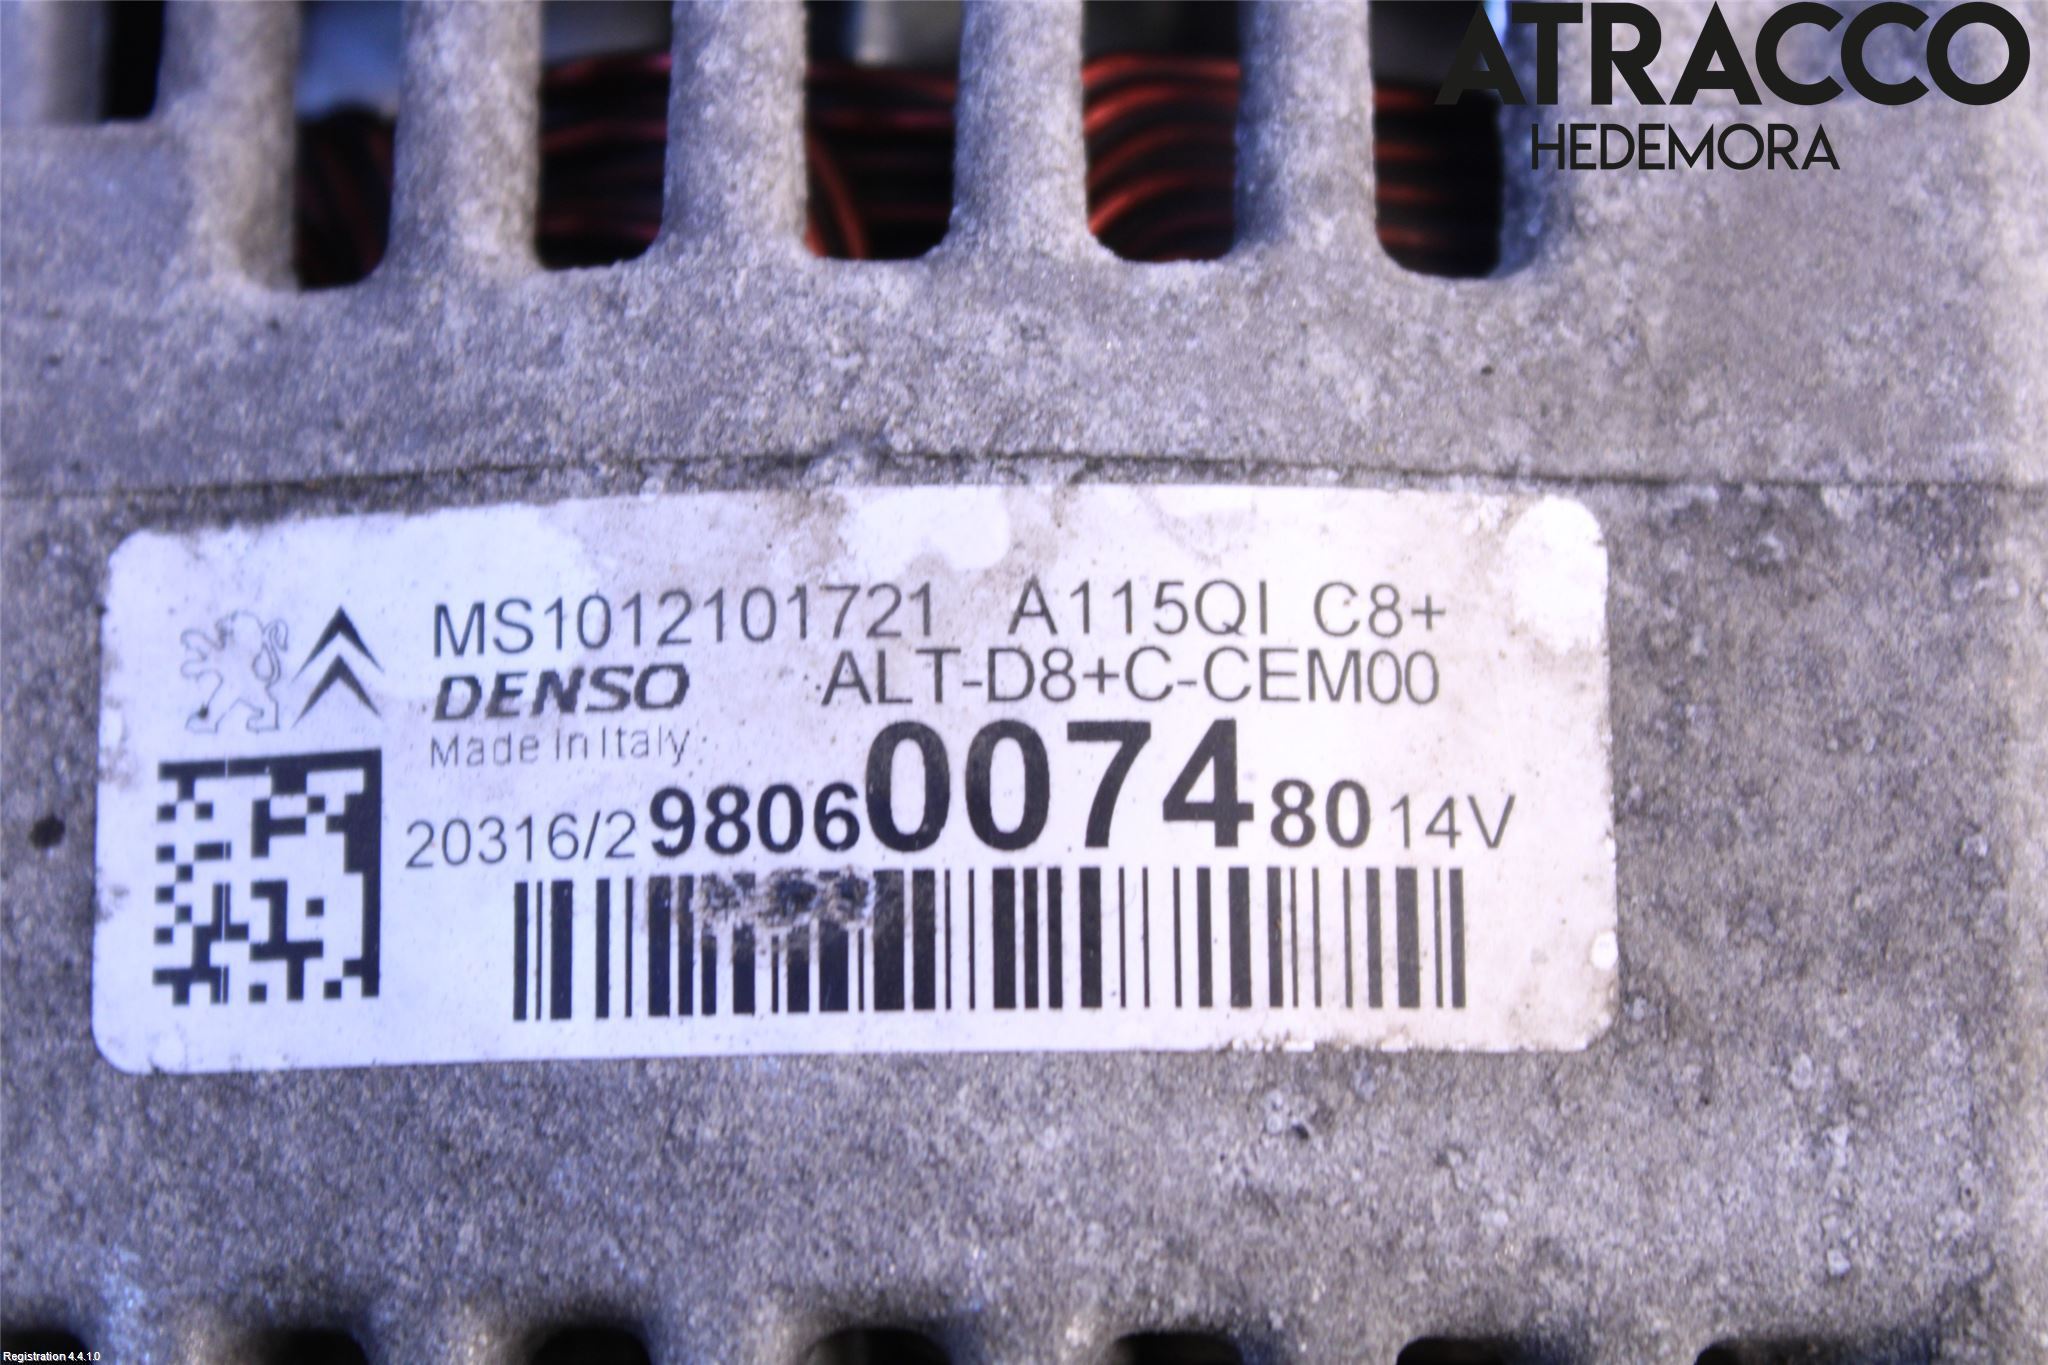 ATRACCO
HEDEMORA
MS1012101721 A115QI C8+
DENSO ALT-D8+C-CEM00
Made in Italy
20316/2 9806007480 14V
Registration 4.4.1.0